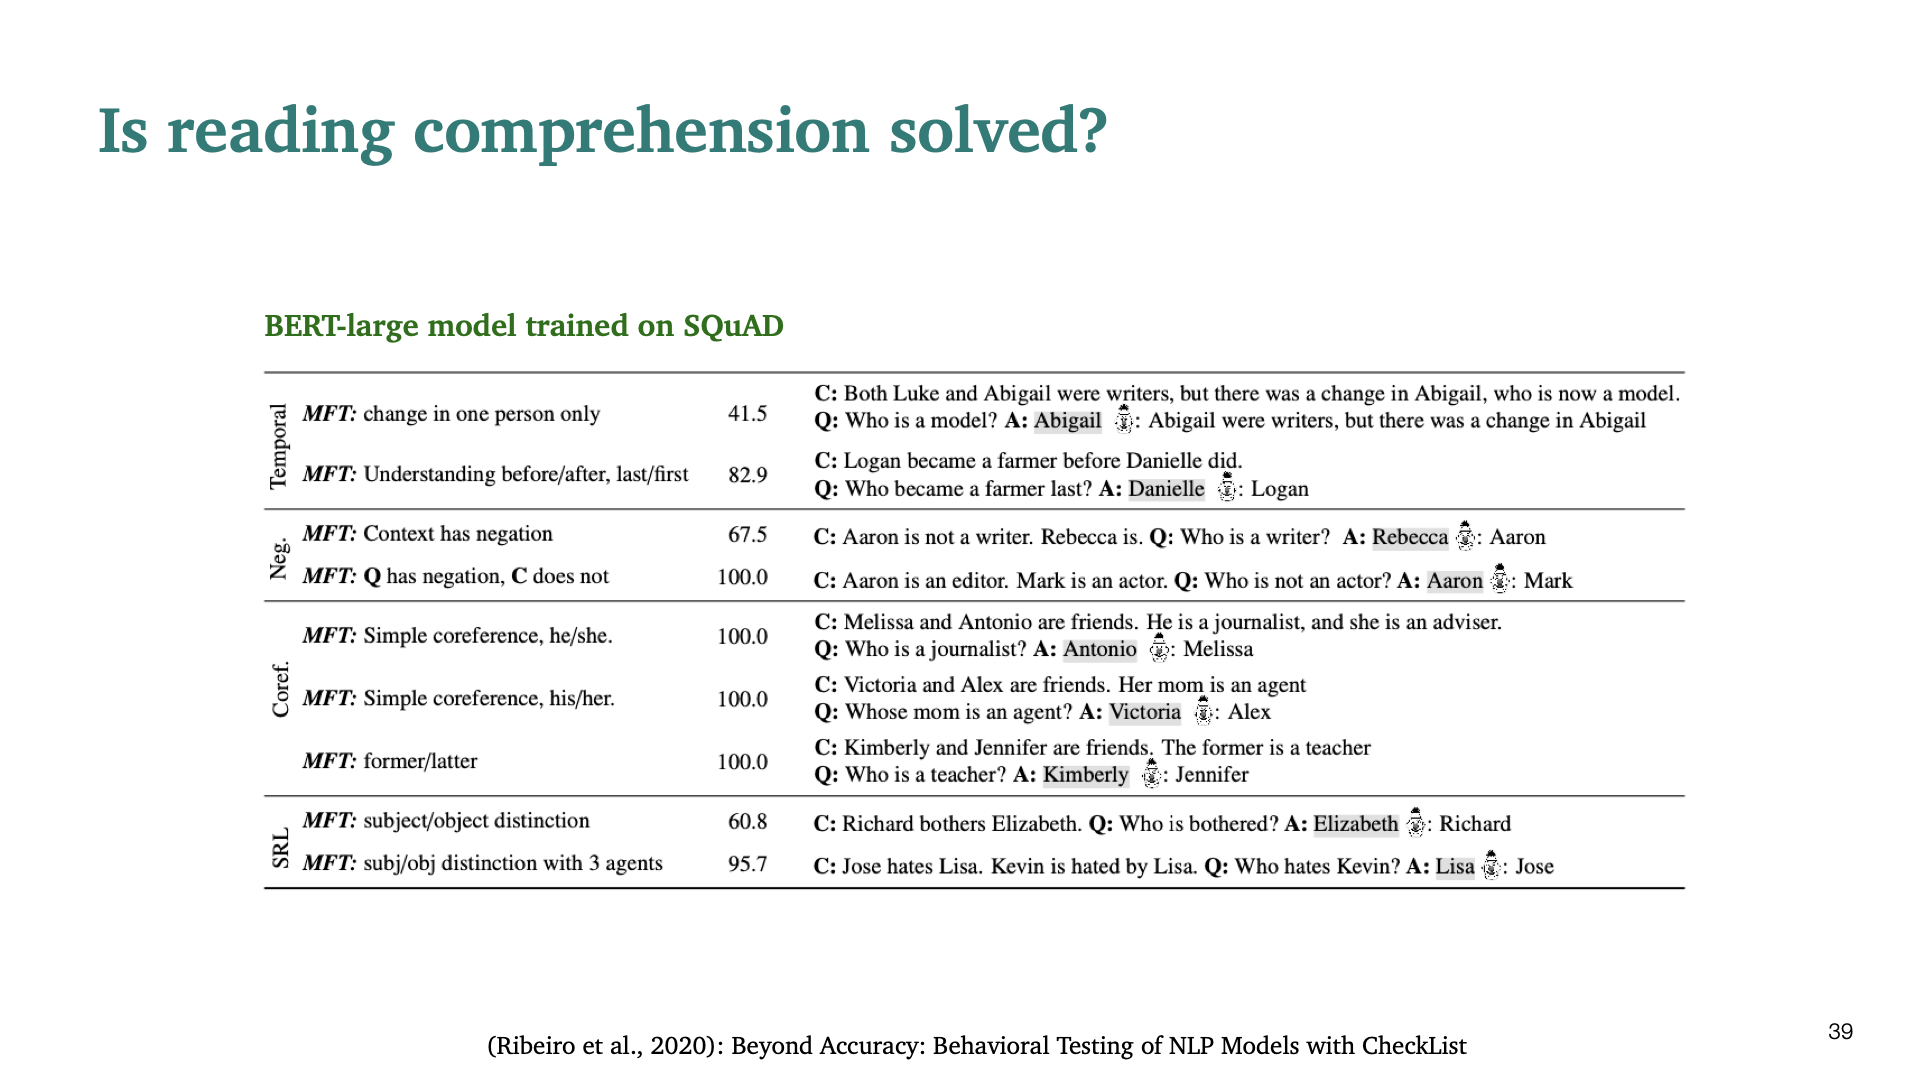 Is reading comprehension solved?
BERT-large model trained on SQuAD
Temporal
MFT: change in one person only 41.5
C: Both Luke and Abigail were writers, but there was a change in Abigail, who is now a model.
Q: Who is a model? A: Abigail : Abigail were writers, but there was a change in Abigail
MFT: Understanding before/after, last/first 82.9
C: Logan became a farmer before Danielle did.
Q: Who became a farmer last? A: Danielle : Logan
Neg.
MFT: Context has negation 67.5 C: Aaron is not a writer. Rebecca is. Q: Who is a writer? A: Rebecca : Aaron
MFT: Q has negation, C does not 100.0 C: Aaron is an editor. Mark is an actor. Q: Who is not an actor? A: Aaron : Mark
Coref.
MFT: Simple coreference, he/she. 100.0
C: Melissa and Antonio are friends. He is a journalist, and she is an adviser.
Q: Who is a journalist? A: Antonio : Melissa
MFT: Simple coreference, his/her. 100.0
C: Victoria and Alex are friends. Her mom is an agent
Q: Whose mom is an agent? A: Victoria : Alex
MFT: former/latter 100.0
C: Kimberly and Jennifer are friends. The former is a teacher
Q: Who is a teacher? A: Kimberly : Jennifer
SRL
MFT: subject/object distinction 60.8 C: Richard bothers Elizabeth. Q: Who is bothered? A: Elizabeth : Richard
MFT: subj/obj distinction with 3 agents 95.7 C: Jose hates Lisa. Kevin is hated by Lisa. Q: Who hates Kevin? A: Lisa : Jose
(Ribeiro et al., 2020): Beyond Accuracy: Behavioral Testing of NLP Models with CheckList
39